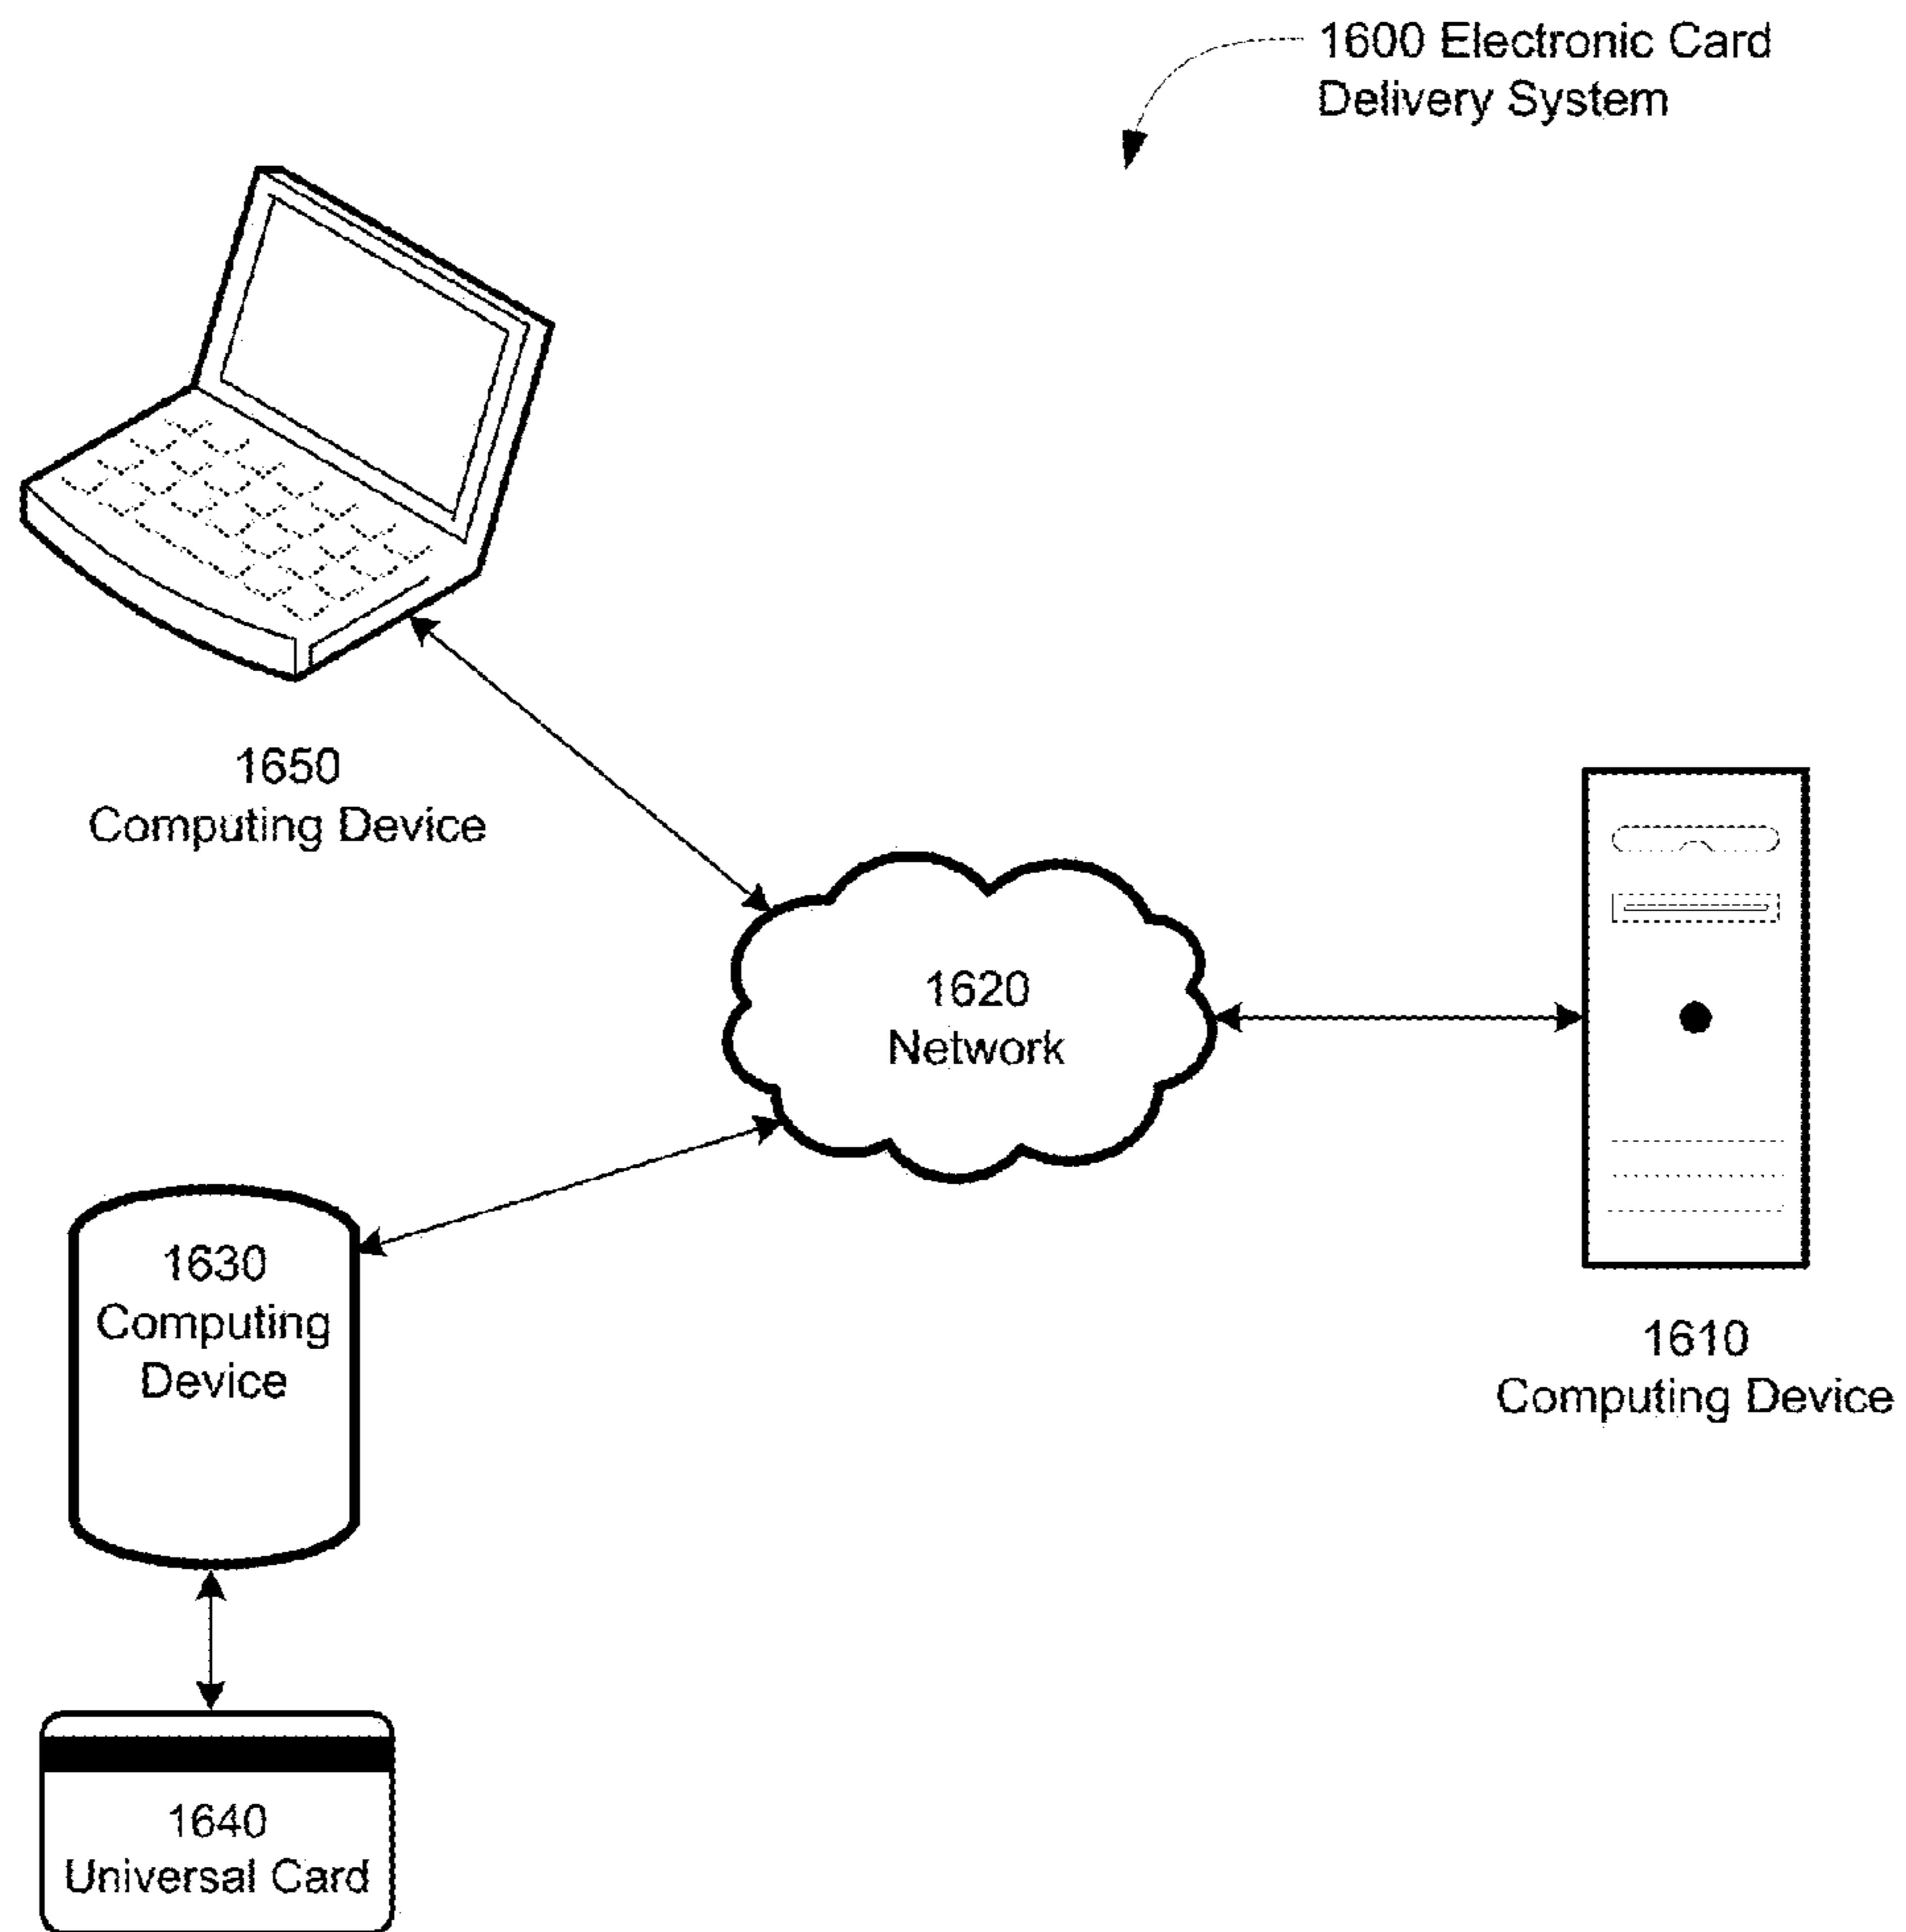 1600 Electronic Card
Delivery System
1650
Computing Device
1620
Network
1630
Computing
Device
1610
Computing Device
1640
Universal Card